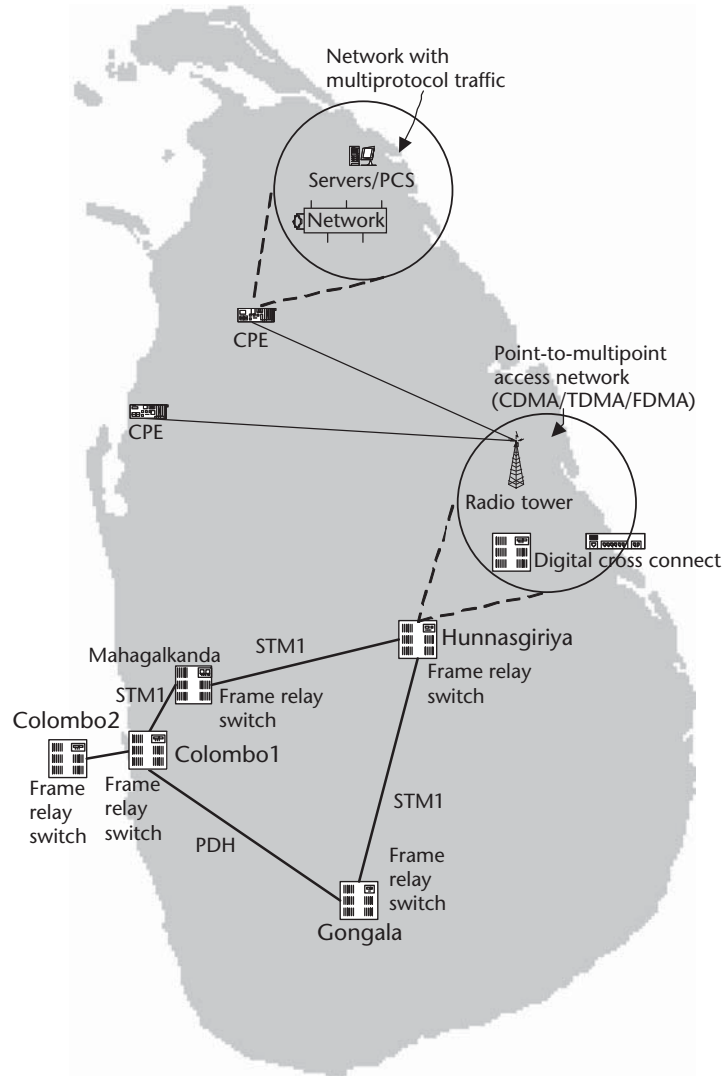 Network with
multiprotocol traffic
Servers/PCS
Network
CPE
Point-to-multipoint
access network
(CDMA/TDMA/FDMA)
CPE
Radio tower
Digital cross connect
STM1
Hunnasgiriya
Mahagalkanda
Frame relay
switch
STM1
Frame relay
switch
Colombo2
Colombo1
Frame
relay
switch
Frame
relay
switch
STM1
PDH
Frame
relay
switch
Gongala